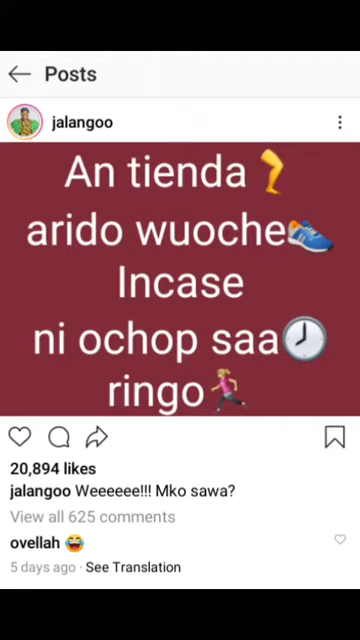 Posts
jalangoo
An tienda🦵
arido wuoche👟
Incase
ni ochop saa🕗
ringo🏃‍♀️
20,894 likes
jalangoo Weeeeee!!! Mko sawa?
View all 625 comments
ovellah 😂
5 days ago · See Translation